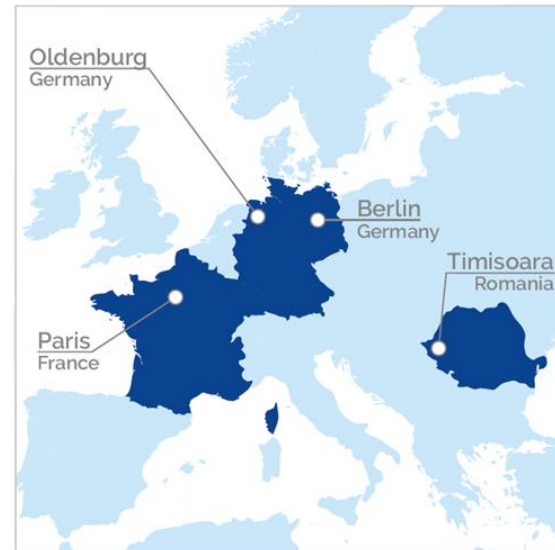 Oldenburg
Germany
Berlin
Germany
Timisoara
Romania
Paris
France